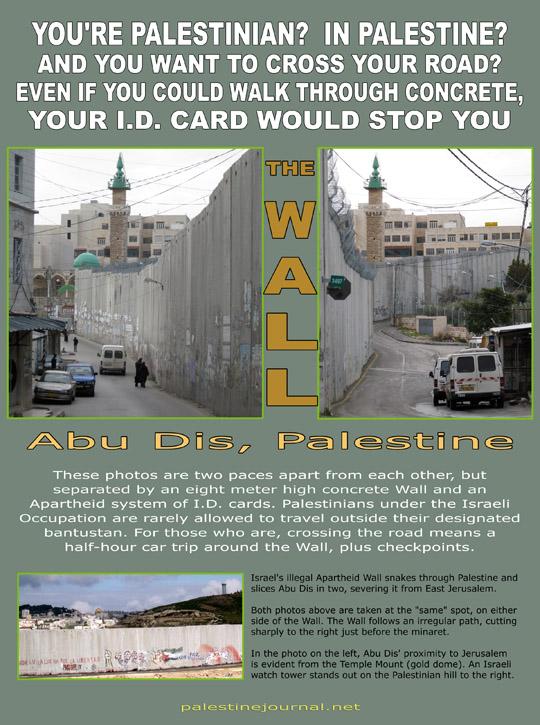 YOU'RE PALESTINIAN? IN PALESTINE?
AND YOU WANT TO CROSS YOUR ROAD?
EVEN IF YOU COULD WALK THROUGH CONCRETE,
YOUR I.D. CARD WOULD STOP YOU
THE
WALL
Abu Dis, Palestine
These photos are two paces apart from each other, but
separated by an eight meter high concrete Wall and an
Apartheid system of I.D. cards. Palestinians under the Israeli
Occupation are rarely allowed to travel outside their designated
bantustan. For those who are, crossing the road means a
half-hour car trip around the Wall, plus checkpoints.
Israel's illegal Apartheid Wall snakes through Palestine and
slices Abu Dis in two, severing it from East Jerusalem.
Both photos above are taken at the "same" spot, on either
side of the Wall. The Wall follows an irregular path, cutting
sharply to the right just before the minaret.
In the photo on the left, Abu Dis' proximity to Jerusalem
is evident from the Temple Mount (gold dome). An Israeli
watch tower stands out on the Palestinian hill to the right.
palestinejournal.net